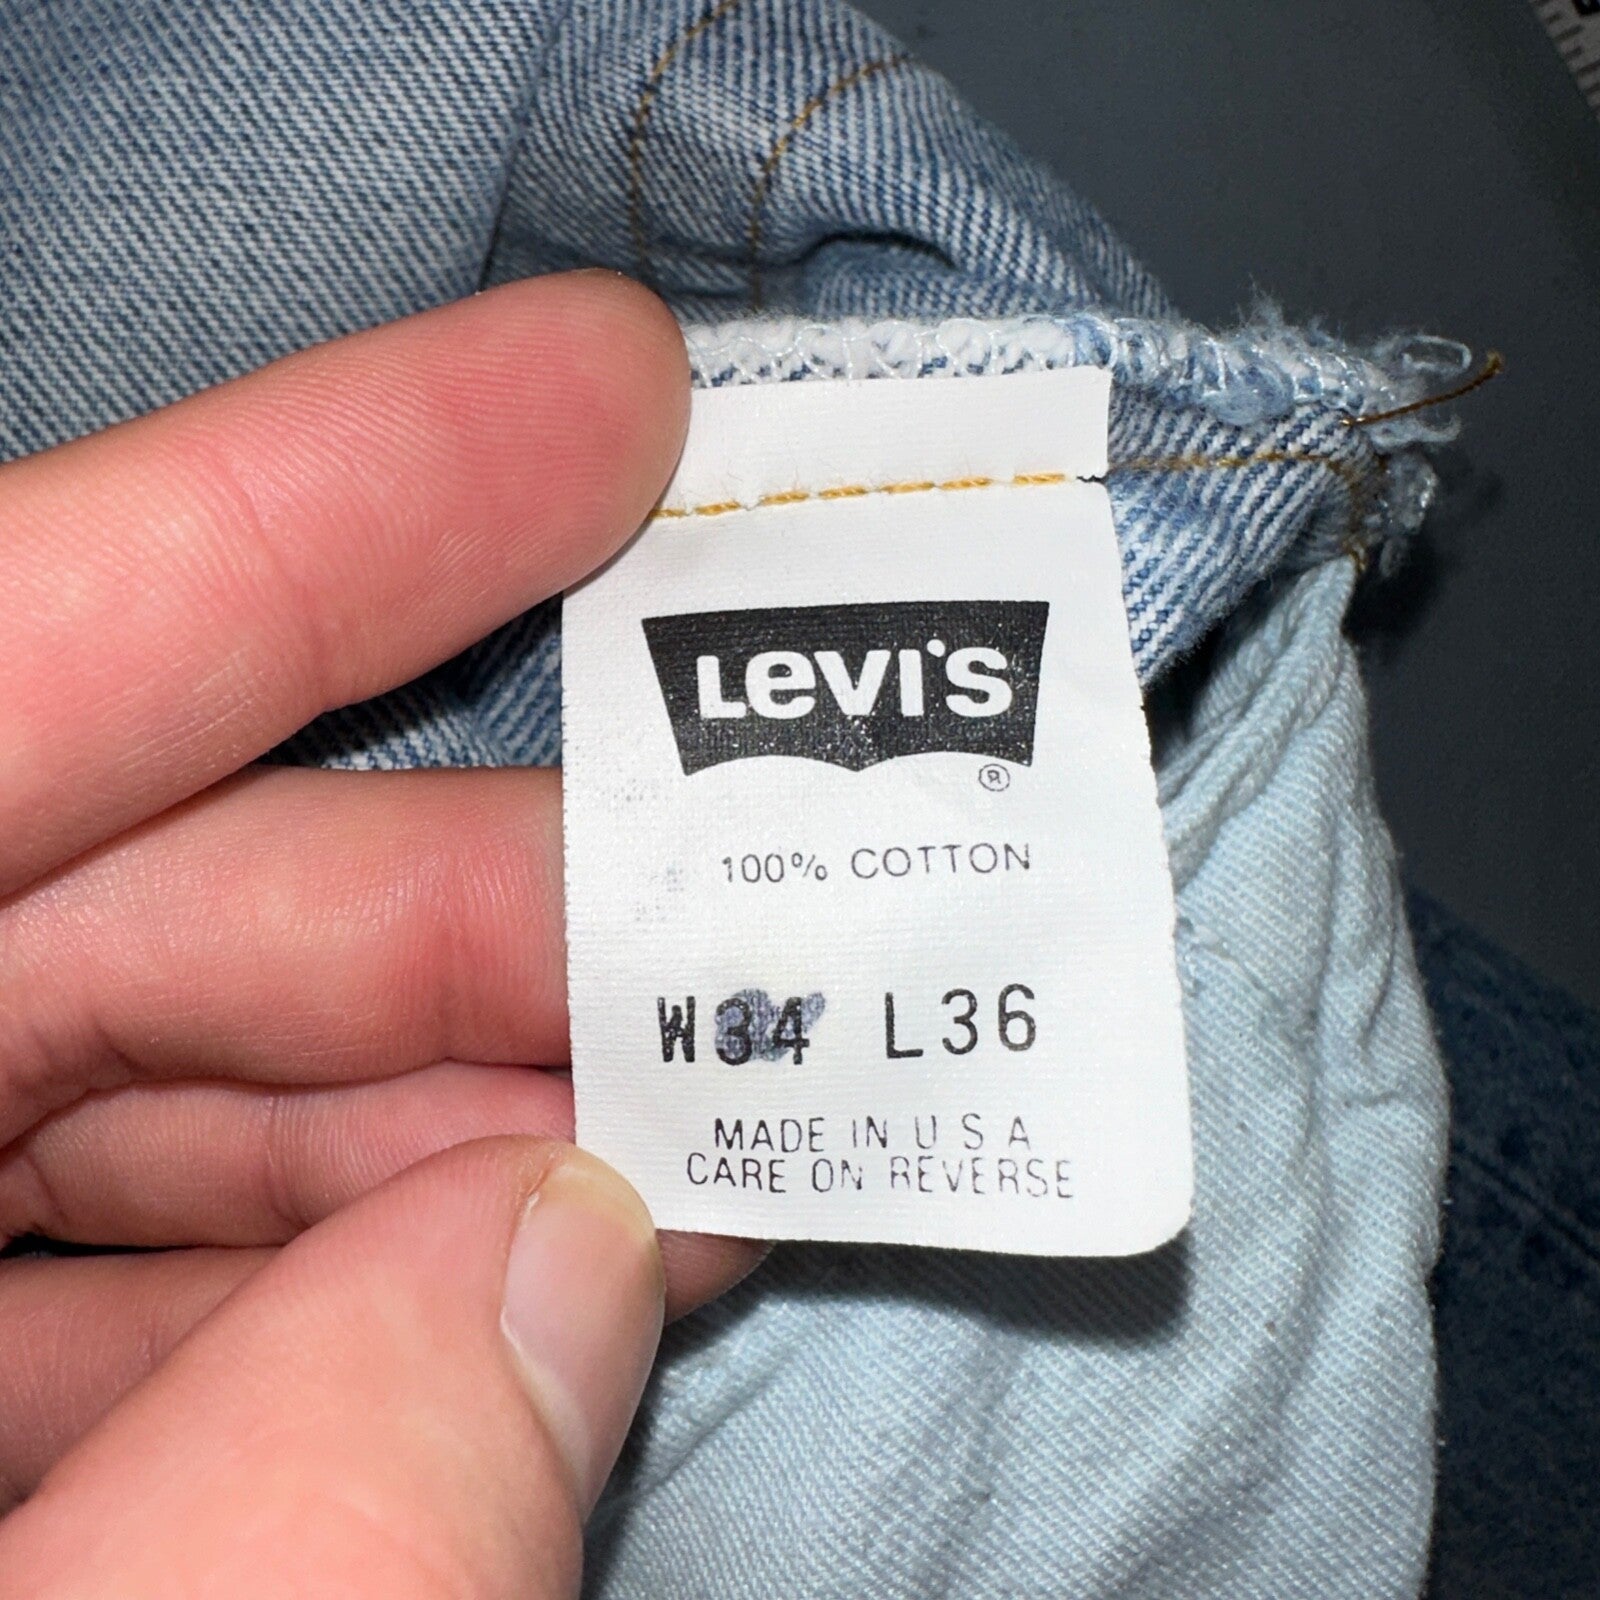 Levi's
®
100% COTTON
W34 L36
MADE IN U S A
CARE ON REVERSE